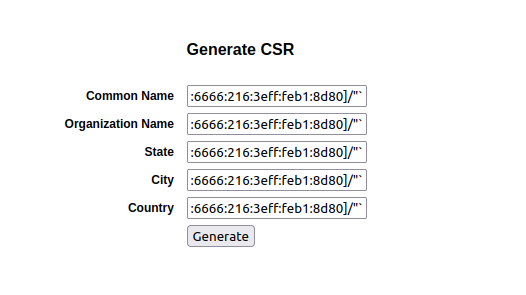 Generate CSR
Common Name :6666:216:3eff:feb1:8d80]/"`
Organization Name :6666:216:3eff:feb1:8d80]/"`
State :6666:216:3eff:feb1:8d80]/"`
City :6666:216:3eff:feb1:8d80]/"`
Country :6666:216:3eff:feb1:8d80]/"`
Generate